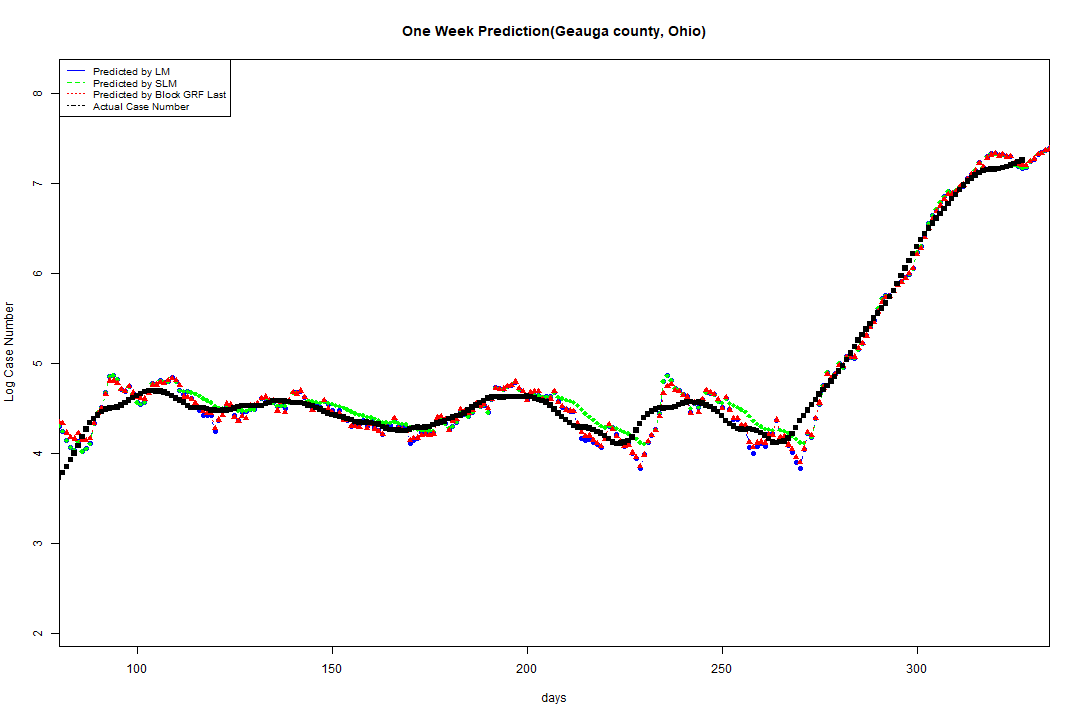 One Week Prediction(Geauga county, Ohio)
Predicted by LM
Predicted by SLM
Predicted by Block GRF Last
Actual Case Number
Log Case Number
8
7
6
5
4
3
2
100 150 200 250 300
days